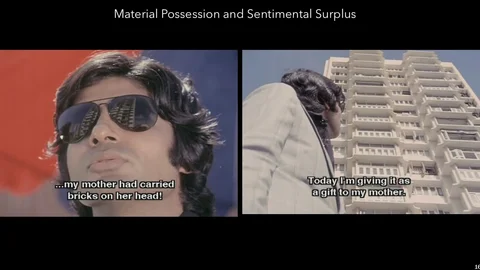 Material Possession and Sentimental Surplus
...my mother had carried
bricks on her head!
Today I'm giving it as
a gift to my mother.